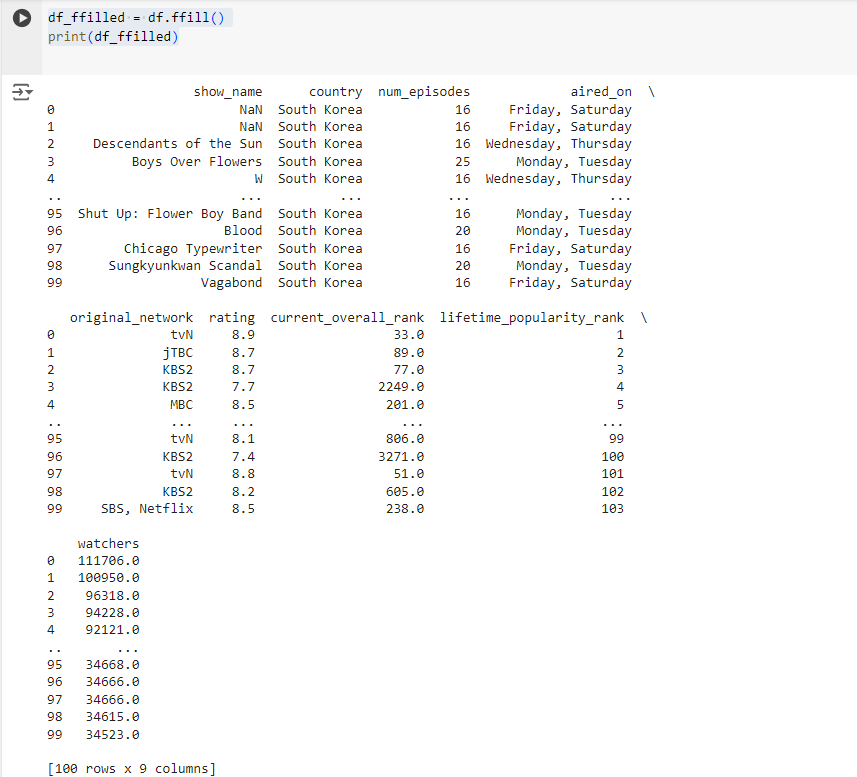 df_ffilled = df.ffill()
print(df_ffilled)
show_name country num_episodes aired_on \
0 NaN South Korea 16 Friday, Saturday
1 NaN South Korea 16 Friday, Saturday
2 Descendants of the Sun South Korea 16 Wednesday, Thursday
3 Boys Over Flowers South Korea 25 Monday, Tuesday
4 W South Korea 16 Wednesday, Thursday
.. ... ... ... ...
95 Shut Up: Flower Boy Band South Korea 16 Monday, Tuesday
96 Blood South Korea 20 Monday, Tuesday
97 Chicago Typewriter South Korea 16 Friday, Saturday
98 Sungkyunkwan Scandal South Korea 20 Monday, Tuesday
99 Vagabond South Korea 16 Friday, Saturday
original_network rating current_overall_rank lifetime_popularity_rank \
0 tvN 8.9 33.0 1
1 jTBC 8.7 89.0 2
2 KBS2 8.7 77.0 3
3 KBS2 7.7 2249.0 4
4 MBC 8.5 201.0 5
.. ... ... ... ...
95 tvN 8.1 806.0 99
96 KBS2 7.4 3271.0 100
97 tvN 8.8 51.0 101
98 KBS2 8.2 605.0 102
99 SBS, Netflix 8.5 238.0 103
watchers
0 111706.0
1 100950.0
2 96318.0
3 94228.0
4 92121.0
.. ...
95 34668.0
96 34666.0
97 34666.0
98 34615.0
99 34523.0
[100 rows x 9 columns]